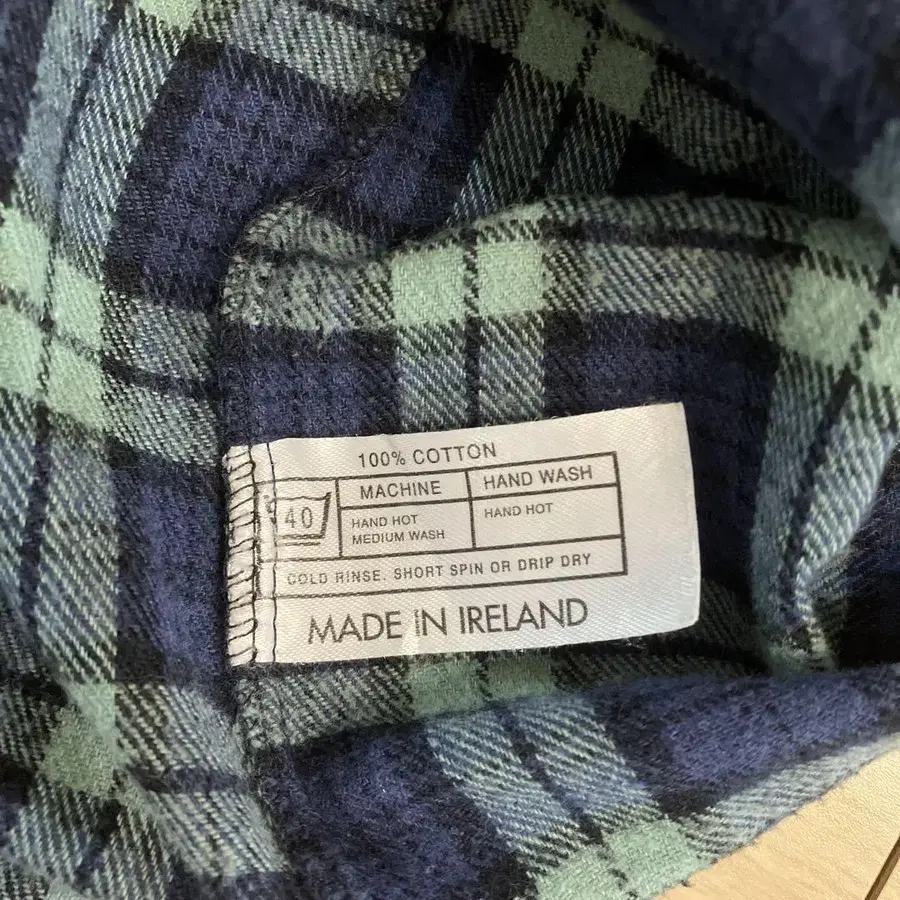 100% COTTON
40
MACHINE
HAND WASH
HAND HOT
MEDIUM WASH
HAND HOT
COLD RINSE. SHORT SPIN OR DRIP DRY
MADE IN IRELAND